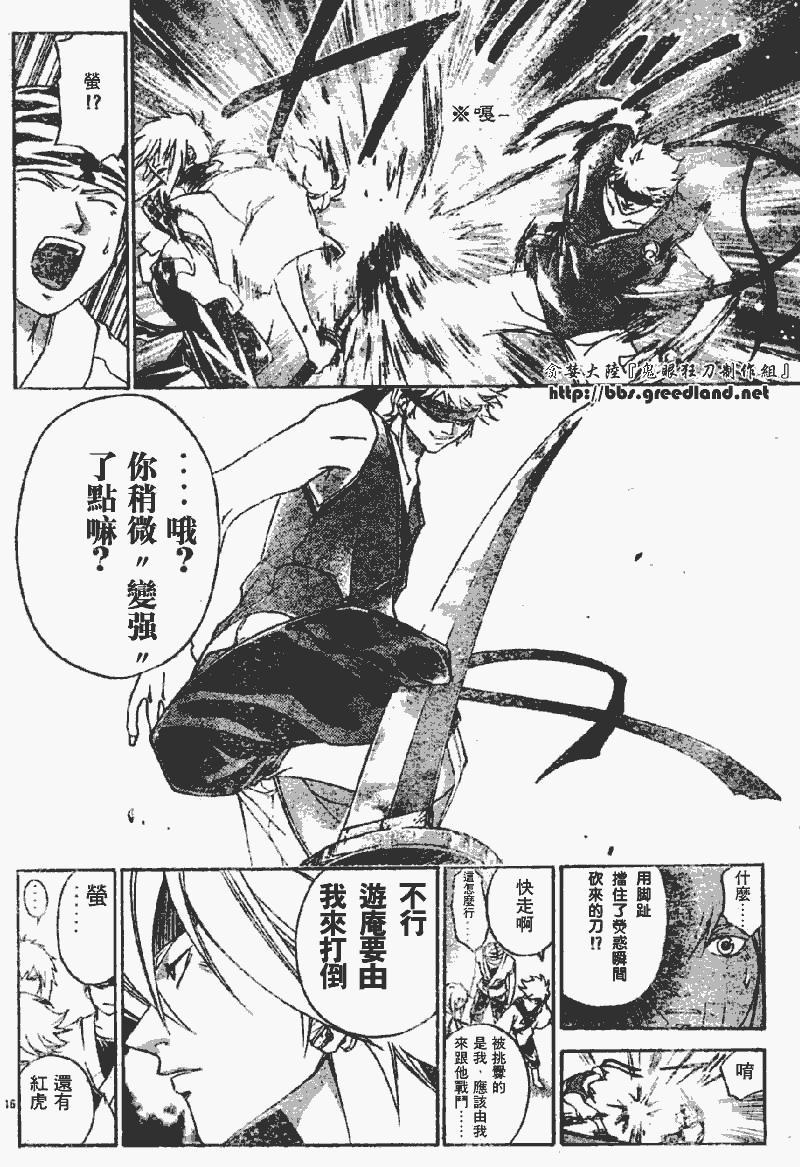 ガ
※嘎─
螢
!?
貪婪大陸『鬼眼狂刀制作組』
http://bbs.greedland.net
‥‥哦?
你稍微〝變强〞
了點嘛?
什麼‥‥
用脚趾
擋住了熒惑瞬間
砍來的刀!?
唷
快走啊
這怎麼行‥‥
被挑釁的
是我,應該由我
來跟他戰鬥……
不行
遊庵要由
我來打倒
螢
……
‥‥
還有
紅虎